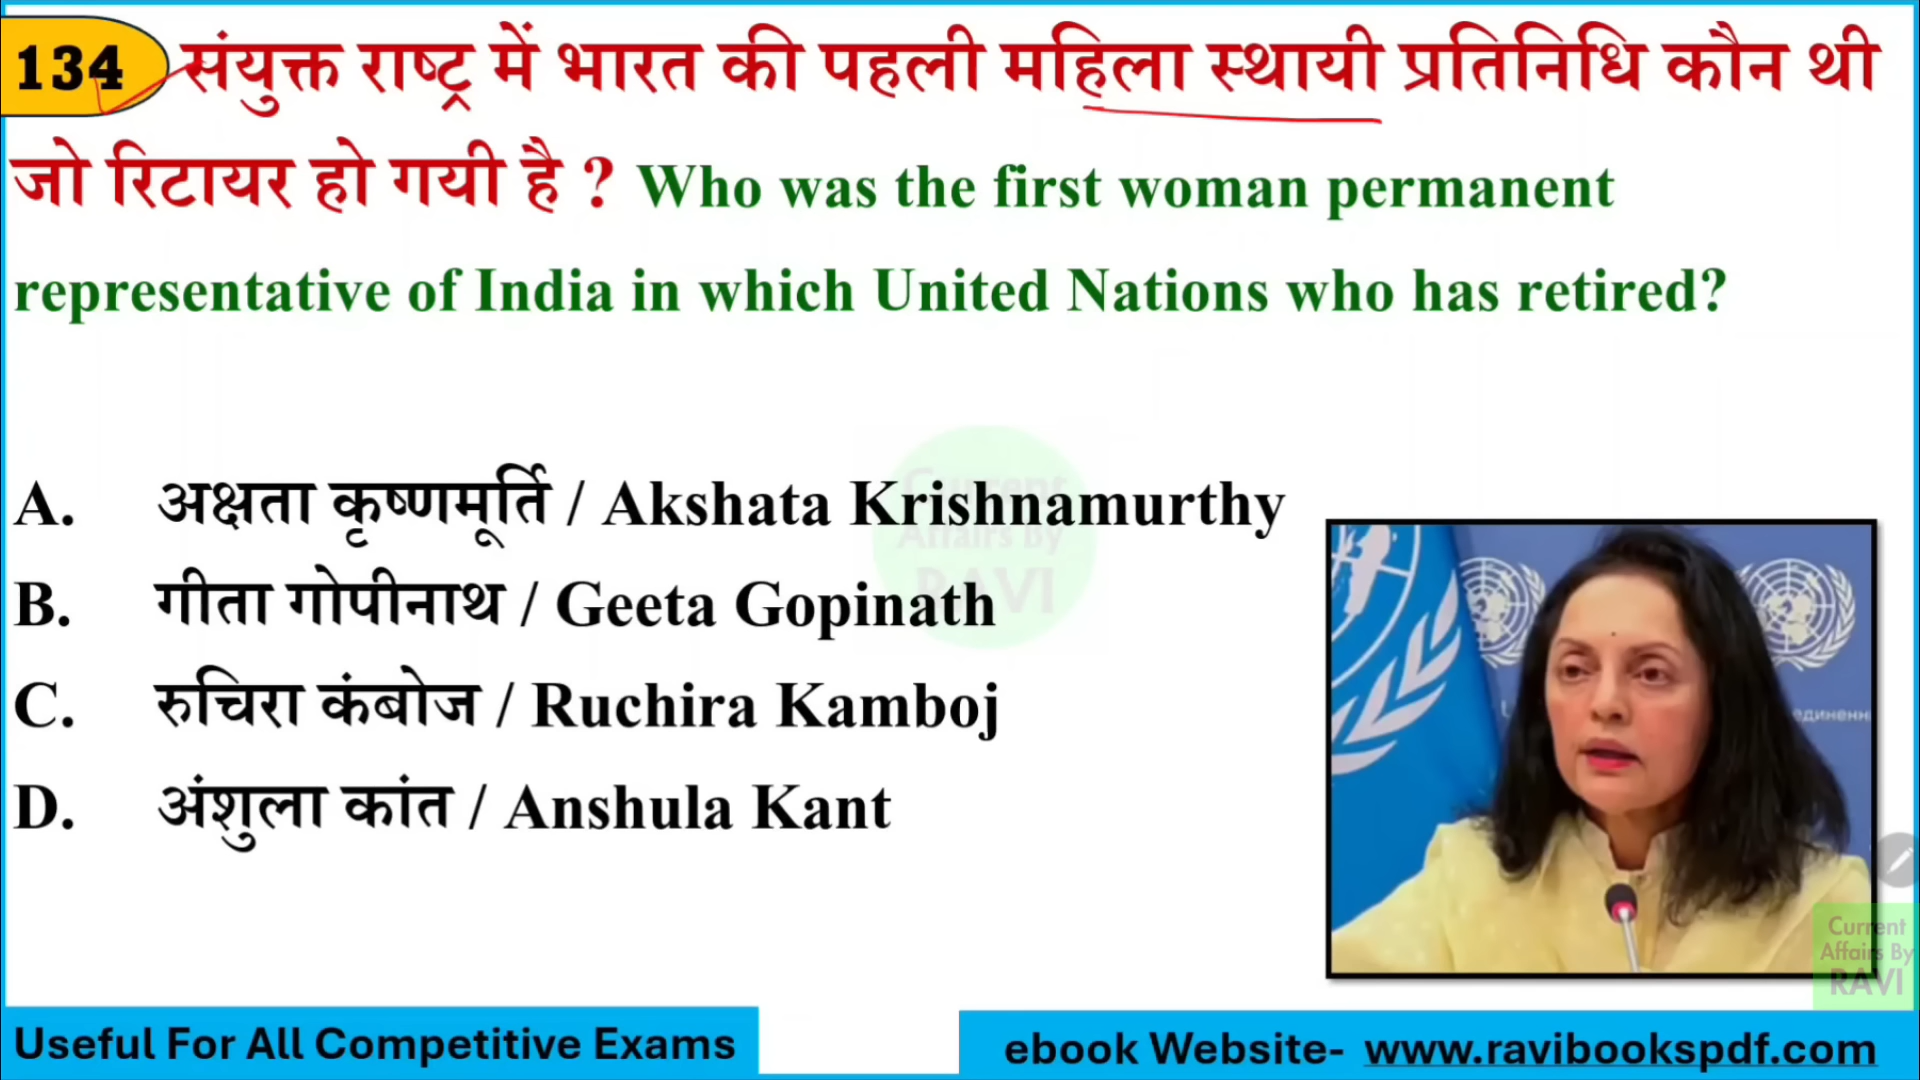 134 संयुक्त राष्ट्र में भारत की पहली महिला स्थायी प्रतिनिधि कौन थी
जो रिटायर हो गयी है ? Who was the first woman permanent
representative of India in which United Nations who has retired?
A. अक्षता कृष्णमूर्ति / Akshata Krishnamurthy
B. गीता गोपीनाथ / Geeta Gopinath
C. रुचिरा कंबोज / Ruchira Kamboj
D. अंशुला कांत / Anshula Kant
Current
Affairs By
RAVI
единенн
Current
Affairs By
RAVI
Useful For All Competitive Exams
ebook Website- www.ravibookspdf.com